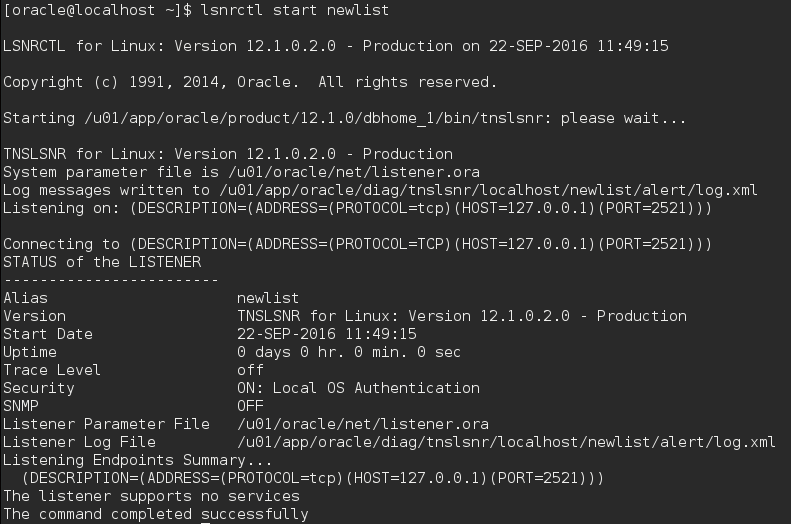 [oracle@localhost ~]$ lsnrctl start newlist
LSNRCTL for Linux: Version 12.1.0.2.0 - Production on 22-SEP-2016 11:49:15
Copyright (c) 1991, 2014, Oracle.  All rights reserved.
Starting /u01/app/oracle/product/12.1.0/dbhome_1/bin/tnslsnr: please wait...
TNSLSNR for Linux: Version 12.1.0.2.0 - Production
System parameter file is /u01/oracle/net/listener.ora
Log messages written to /u01/app/oracle/diag/tnslsnr/localhost/newlist/alert/log.xml
Listening on: (DESCRIPTION=(ADDRESS=(PROTOCOL=tcp)(HOST=127.0.0.1)(PORT=2521)))
Connecting to (DESCRIPTION=(ADDRESS=(PROTOCOL=TCP)(HOST=127.0.0.1)(PORT=2521)))
STATUS of the LISTENER
------------------------
Alias                     newlist
Version                   TNSLSNR for Linux: Version 12.1.0.2.0 - Production
Start Date                22-SEP-2016 11:49:15
Uptime                    0 days 0 hr. 0 min. 0 sec
Trace Level               off
Security                  ON: Local OS Authentication
SNMP                      OFF
Listener Parameter File   /u01/oracle/net/listener.ora
Listener Log File         /u01/app/oracle/diag/tnslsnr/localhost/newlist/alert/log.xml
Listening Endpoints Summary...
  (DESCRIPTION=(ADDRESS=(PROTOCOL=tcp)(HOST=127.0.0.1)(PORT=2521)))
The listener supports no services
The command completed successfully